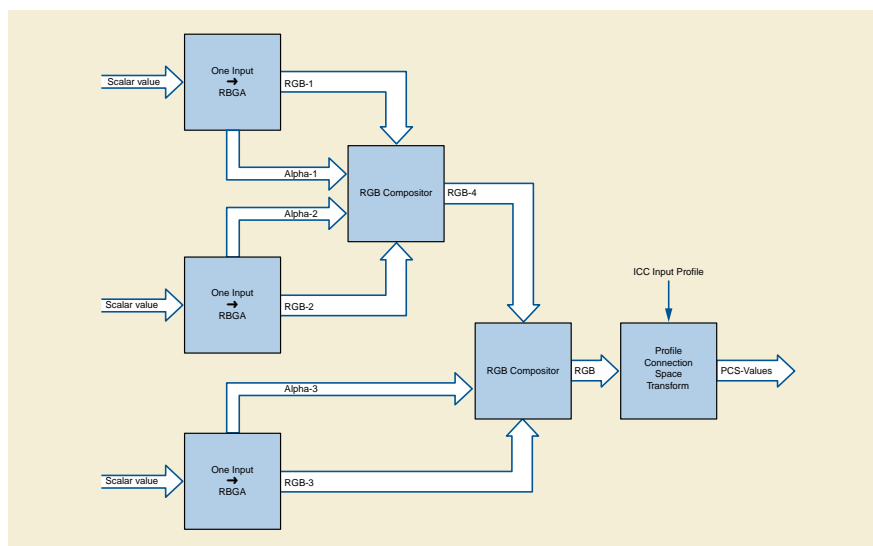 Scalar value
One Input
➔
RBGA
RGB-1
Alpha-1
RGB Compositor
RGB-4
Alpha-2
Scalar value
One Input
➔
RBGA
RGB-2
ICC Input Profile
RGB Compositor
RGB
Profile
Connection
Space
Transform
PCS-Values
Alpha-3
Scalar value
One Input
➔
RBGA
RGB-3